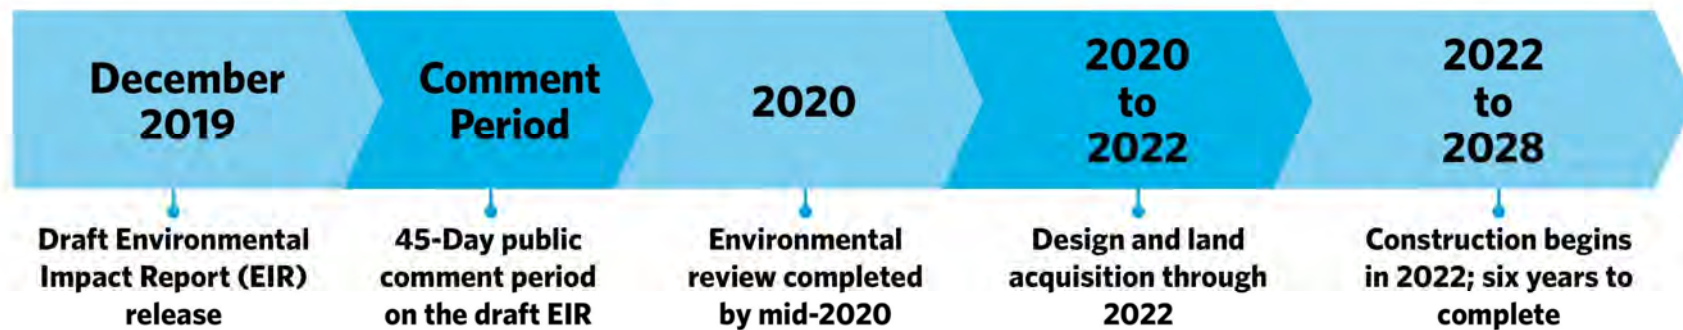 December
2019
Comment
Period
2020
2020
to
2022
2022
to
2028
Draft Environmental
Impact Report (EIR)
release
45-Day public
comment period
on the draft EIR
Environmental
review completed
by mid-2020
Design and land
acquisition through
2022
Construction begins
in 2022; six years to
complete